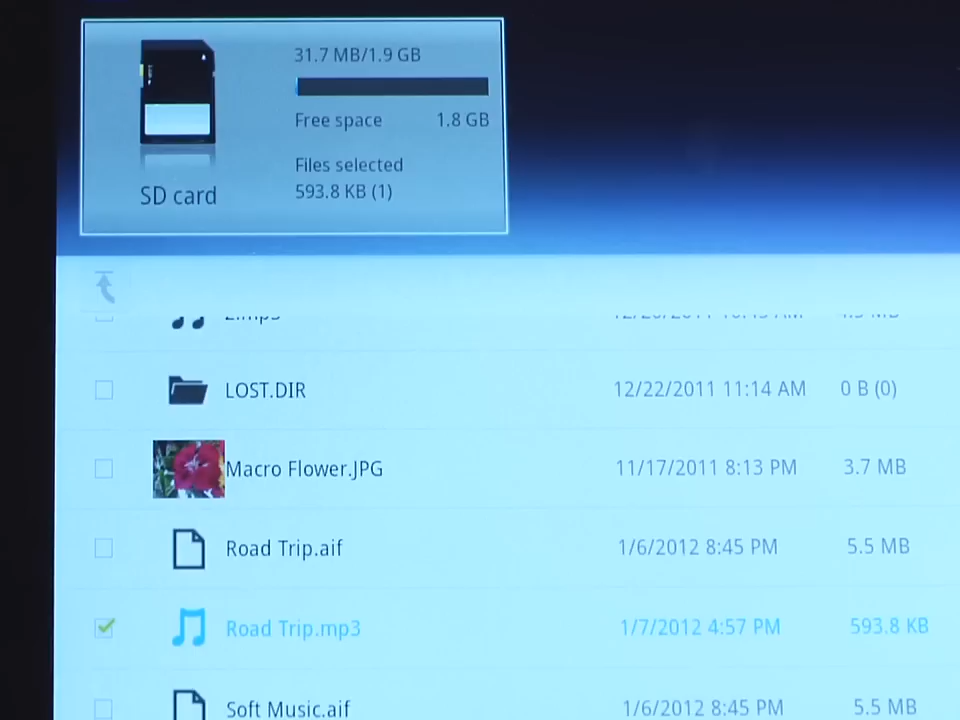 31.7 MB/1.9 GB
Free space 1.8 GB
Files selected
593.8 KB (1)
SD card
2.mp3
LOST.DIR 12/22/2011 11:14 AM 0 B (0)
Macro Flower.JPG 11/17/2011 8:13 PM 3.7 MB
Road Trip.aif 1/6/2012 8:45 PM 5.5 MB
Road Trip.mp3 1/7/2012 4:57 PM 593.8 KB
Soft Music.aif 1/6/2012 8:45 PM 5.5 MB